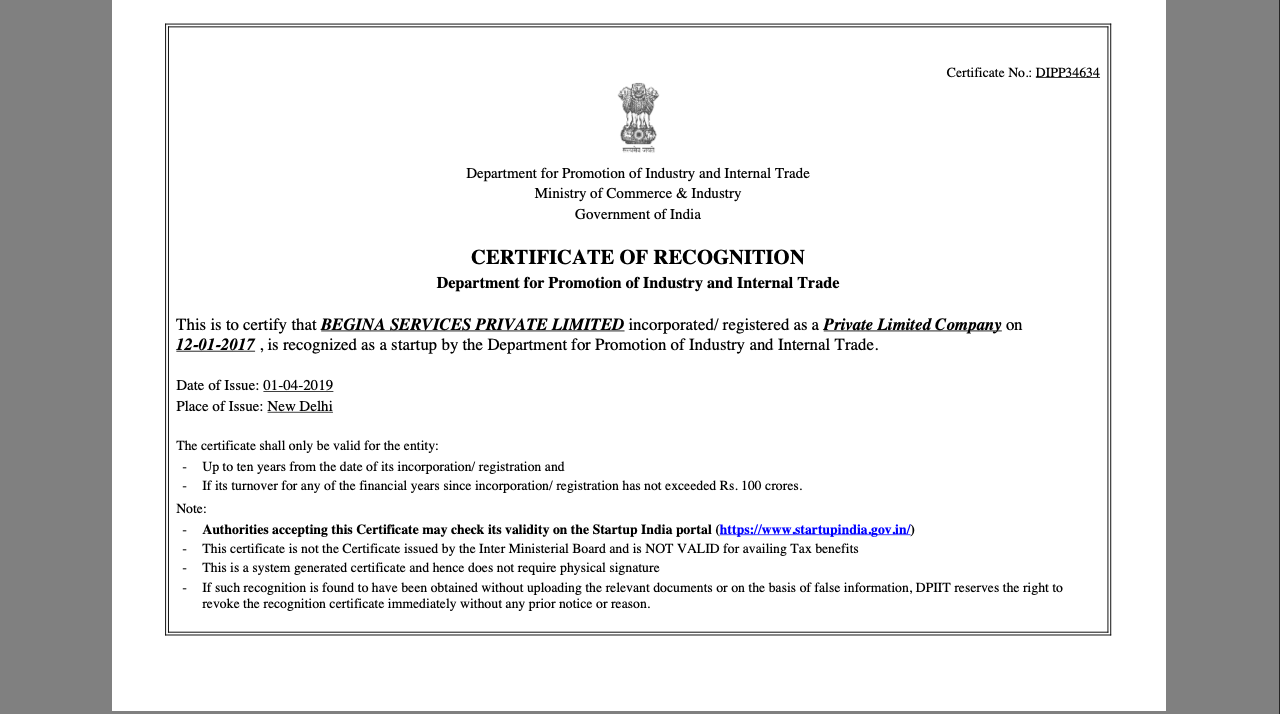 Certificate No.: DIPP34634
सत्यमेव जयते
Department for Promotion of Industry and Internal Trade
Ministry of Commerce & Industry
Government of India
CERTIFICATE OF RECOGNITION
Department for Promotion of Industry and Internal Trade
This is to certify that BEGINA SERVICES PRIVATE LIMITED incorporated/ registered as a Private Limited Company on
12-01-2017 , is recognized as a startup by the Department for Promotion of Industry and Internal Trade.
Date of Issue: 01-04-2019
Place of Issue: New Delhi
The certificate shall only be valid for the entity:
- Up to ten years from the date of its incorporation/ registration and
- If its turnover for any of the financial years since incorporation/ registration has not exceeded Rs. 100 crores.
Note:
- Authorities accepting this Certificate may check its validity on the Startup India portal (https://www.startupindia.gov.in/)
- This certificate is not the Certificate issued by the Inter Ministerial Board and is NOT VALID for availing Tax benefits
- This is a system generated certificate and hence does not require physical signature
- If such recognition is found to have been obtained without uploading the relevant documents or on the basis of false information, DPIIT reserves the right to
revoke the recognition certificate immediately without any prior notice or reason.